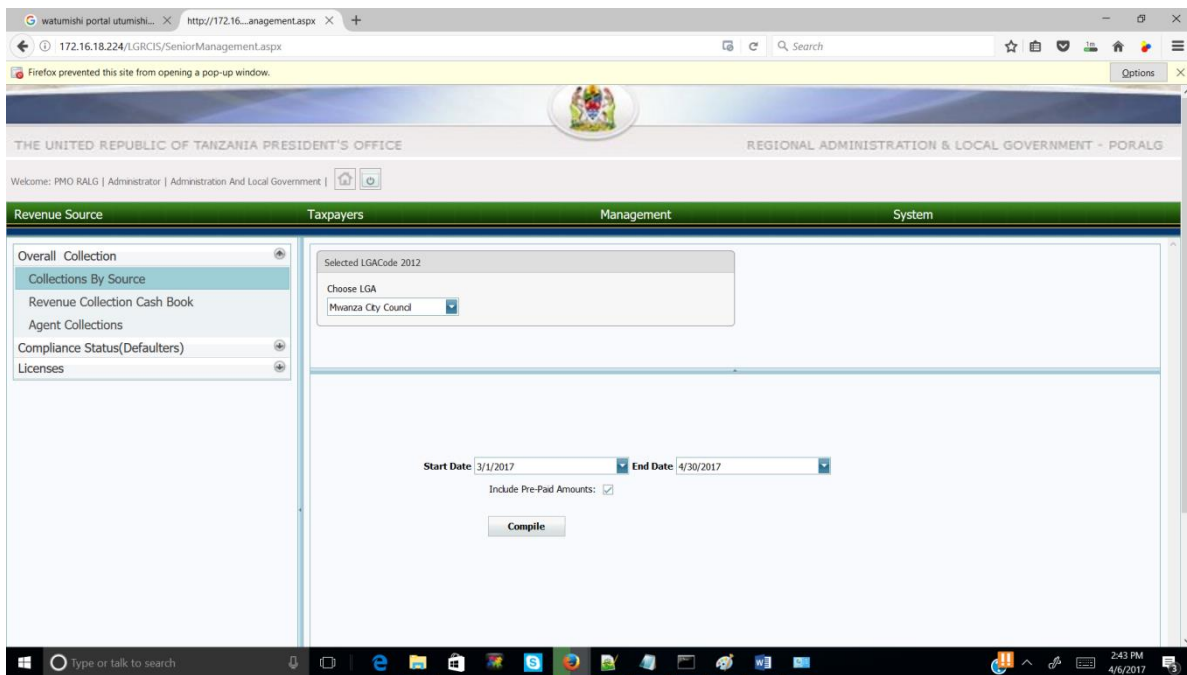 watumishi portal utumishi...
http://172.16....anagement.aspx
172.16.18.224/LGRCIS/SeniorManagement.aspx
Search
Firefox prevented this site from opening a pop-up window.
Options
THE UNITED REPUBLIC OF TANZANIA PRESIDENT'S OFFICE
REGIONAL ADMINISTRATION & LOCAL GOVERNMENT - PORALG
Welcome: PMO RALG | Administrator | Administration And Local Government |
Revenue Source Taxpayers Management System
Overall Collection
Collections By Source
Revenue Collection Cash Book
Agent Collections
Compliance Status(Defaulters)
Licenses
Selected LGACode 2012
Choose LGA
Mwanza City Council
Start Date 3/1/2017 End Date 4/30/2017
Include Pre-Paid Amounts:
Compile
Type or talk to search
2:43 PM
4/6/2017